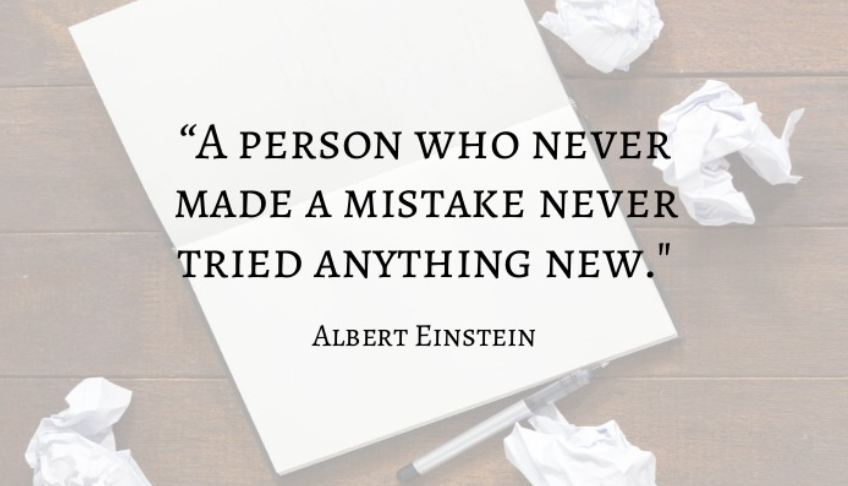 “A PERSON WHO NEVER
MADE A MISTAKE NEVER
TRIED ANYTHING NEW."
ALBERT EINSTEIN